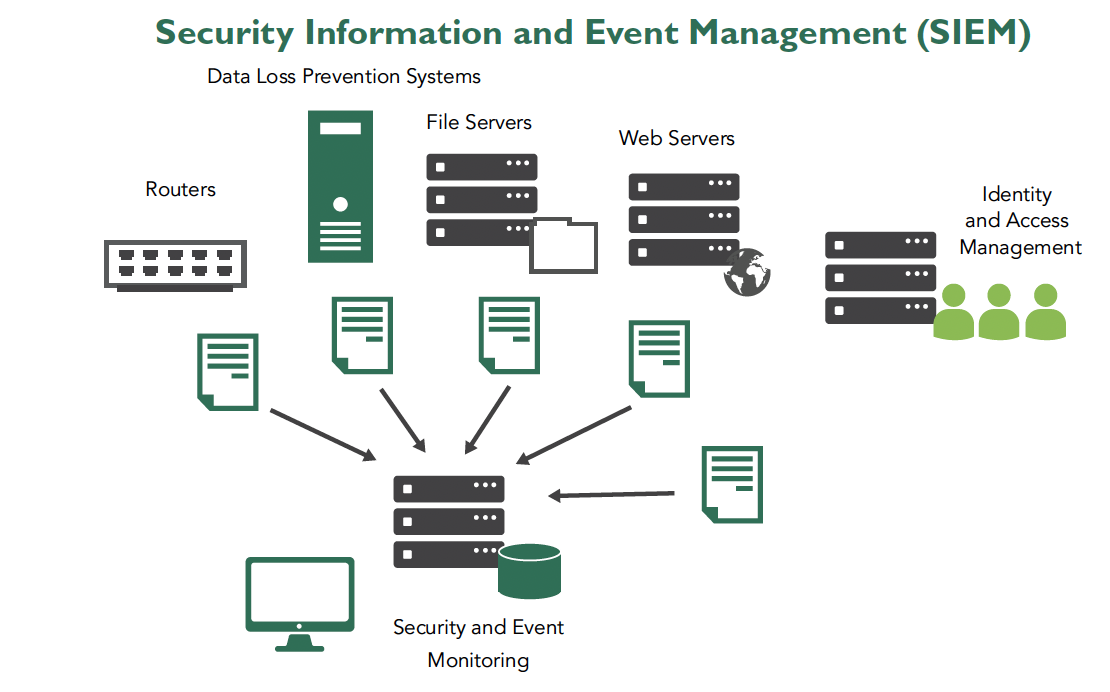 Security Information and Event Management (SIEM)
Data Loss Prevention Systems
File Servers
Web Servers
Routers
Identity
and Access
Management
Security and Event
Monitoring